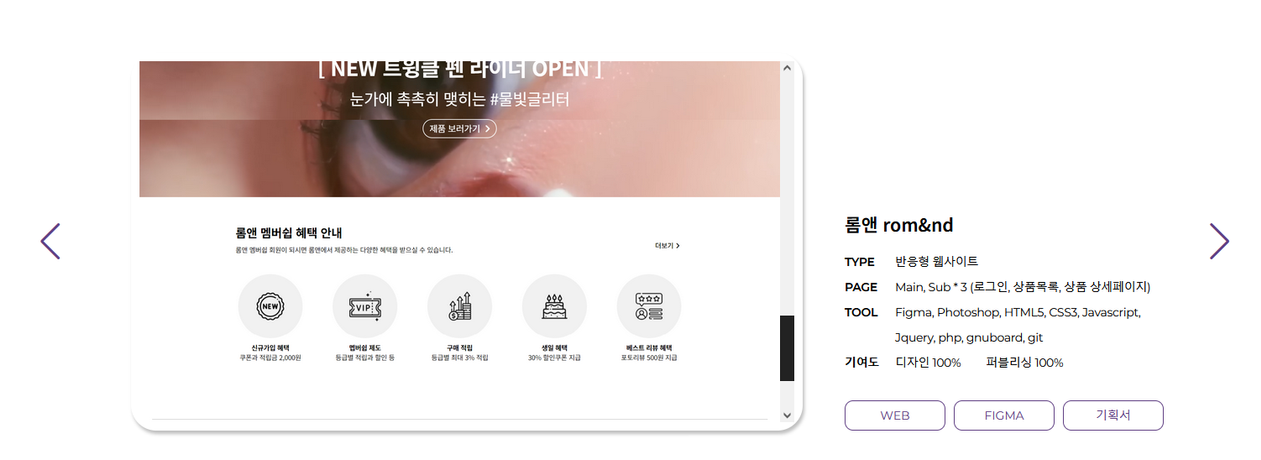 [ NEW 트윙클 펜 라이너 OPEN ]
눈가에 촉촉히 맺히는 #물빛글리터
제품 보러가기
롬앤 멤버쉽 혜택 안내
롬앤 멤버쉽 회원이 되시면 롬앤에서 제공하는 다양한 혜택을 받으실 수 있습니다.
더보기
NEW
VIP
신규가입 혜택
쿠폰과 적립금 2,000원
멥버쉽 제도
등급별 적립과 할인 등
구매 적립
등급별 최대 3% 적립
생일 혜택
30% 할인쿠폰 지급
베스트 리뷰 혜택
포토리뷰 500원 지급
롬앤 rom&nd
TYPE 반응형 웹사이트
PAGE Main, Sub * 3 (로그인, 상품목록, 상품 상세페이지)
TOOL Figma, Photoshop, HTML5, CSS3, Javascript,
Jquery, php, gnuboard, git
기여도 디자인 100% 퍼블리싱 100%
WEB
FIGMA
기획서